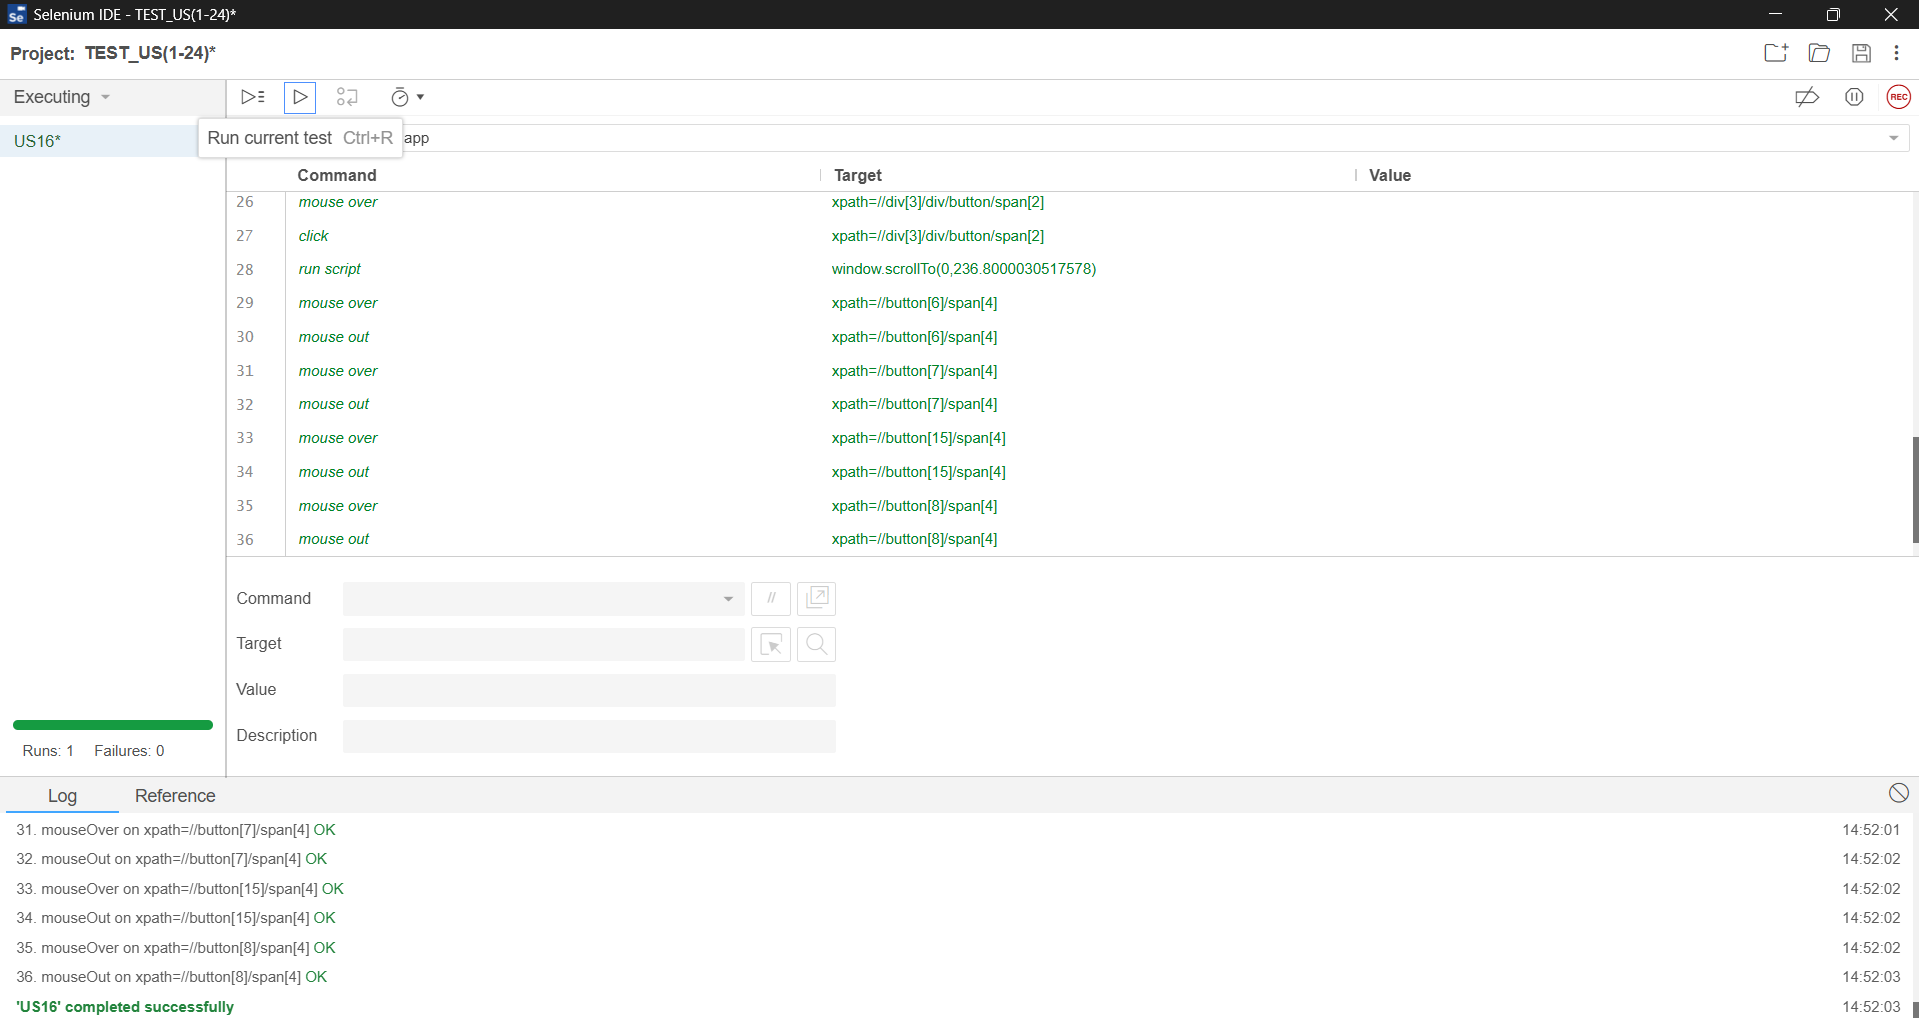 Selenium IDE - TEST_US(1-24)*
Project: TEST_US(1-24)*
Executing
US16*
Run current test Ctrl+R
app
Command Target Value
26 mouse over xpath=//div[3]/div/button/span[2]
27 click xpath=//div[3]/div/button/span[2]
28 run script window.scrollTo(0,236.8000030517578)
29 mouse over xpath=//button[6]/span[4]
30 mouse out xpath=//button[6]/span[4]
31 mouse over xpath=//button[7]/span[4]
32 mouse out xpath=//button[7]/span[4]
33 mouse over xpath=//button[15]/span[4]
34 mouse out xpath=//button[15]/span[4]
35 mouse over xpath=//button[8]/span[4]
36 mouse out xpath=//button[8]/span[4]
Command //
Target
Value
Description
Runs: 1 Failures: 0
REC
Log Reference
31. mouseOver on xpath=//button[7]/span[4] OK 14:52:01
32. mouseOut on xpath=//button[7]/span[4] OK 14:52:02
33. mouseOver on xpath=//button[15]/span[4] OK 14:52:02
34. mouseOut on xpath=//button[15]/span[4] OK 14:52:02
35. mouseOver on xpath=//button[8]/span[4] OK 14:52:02
36. mouseOut on xpath=//button[8]/span[4] OK 14:52:03
'US16' completed successfully 14:52:03